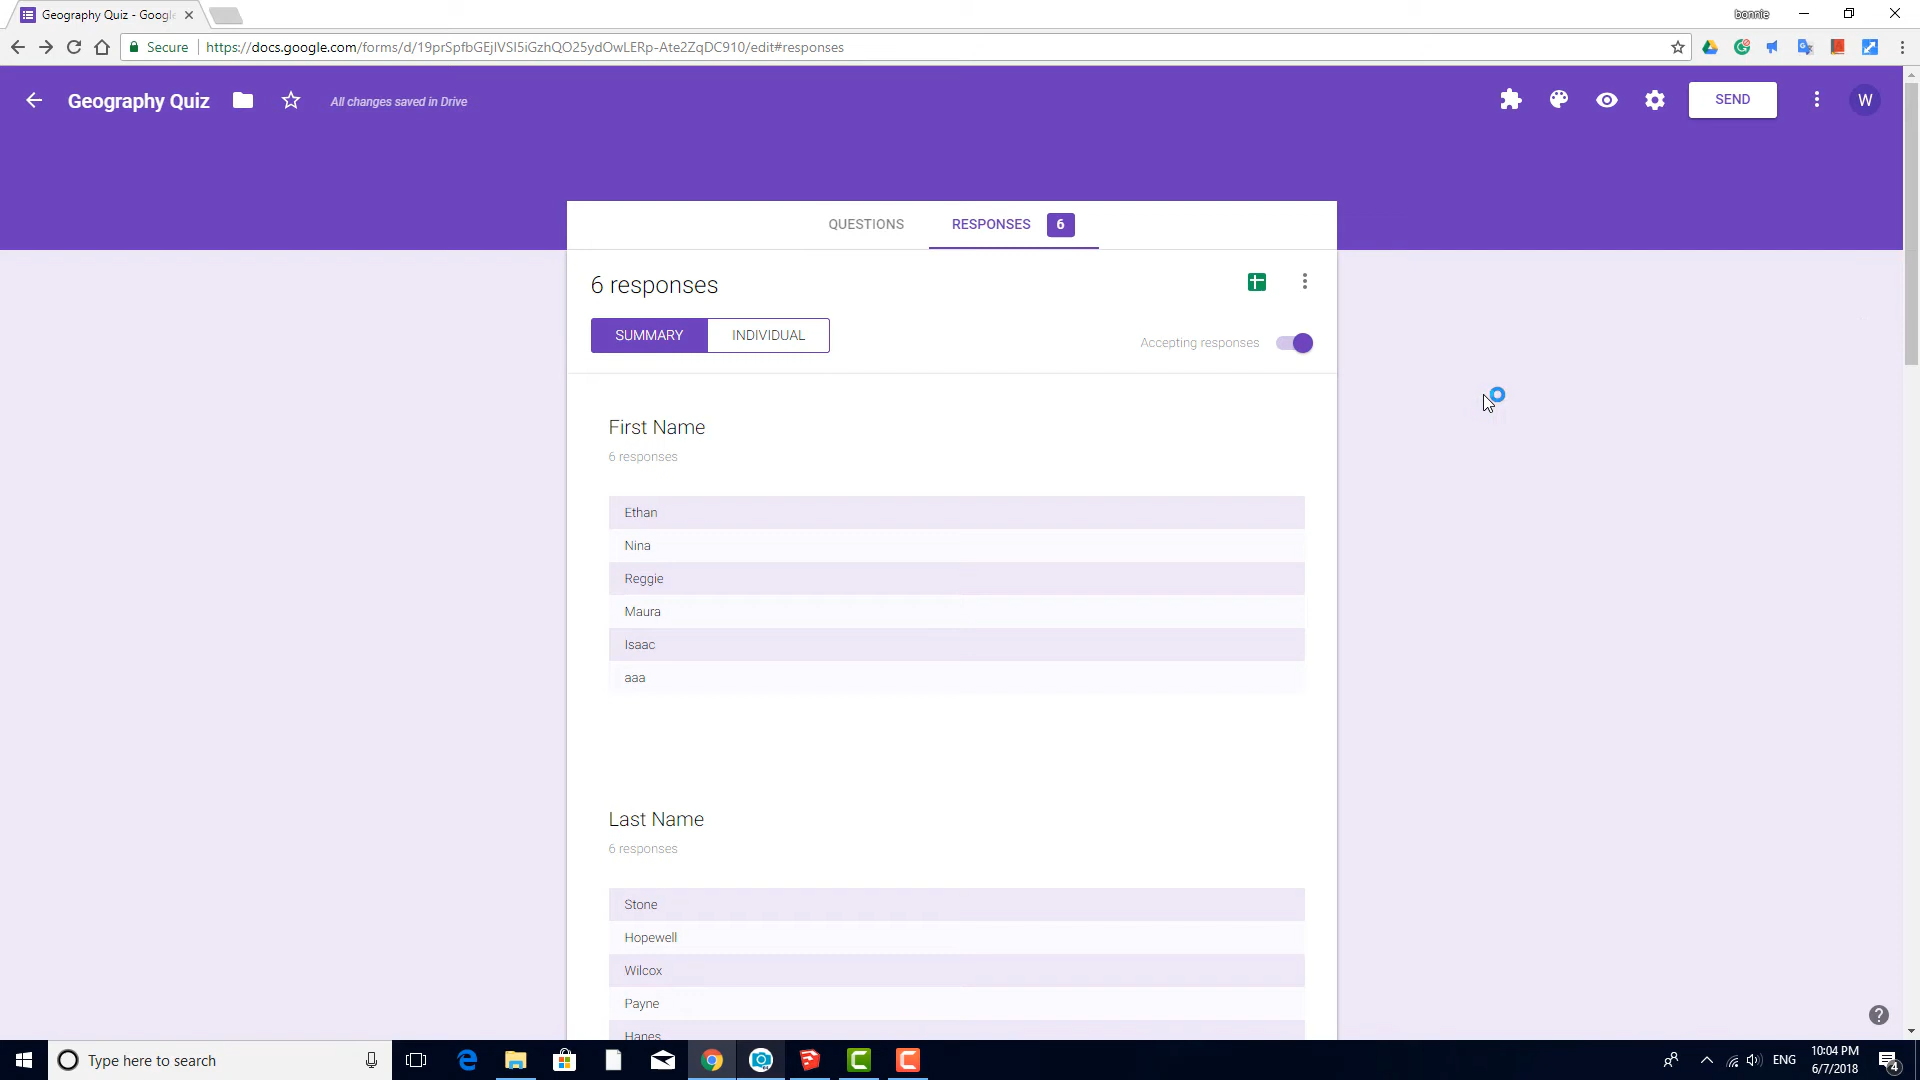 Geography Quiz - Googl
bonnie
Secure https://docs.google.com/forms/d/19prSpfbGEjlVSI5iGzhQO25ydOwLERp-Ate2ZqDC910/edit#responses
Geography Quiz
All changes saved in Drive
SEND
W
QUESTIONS
RESPONSES 6
6 responses
SUMMARY
INDIVIDUAL
Accepting responses
First Name
6 responses
Ethan
Nina
Reggie
Maura
Isaac
aaa
Last Name
6 responses
Stone
Hopewell
Wilcox
Payne
Hanes
Type here to search
ENG
10:04 PM
6/7/2018
4